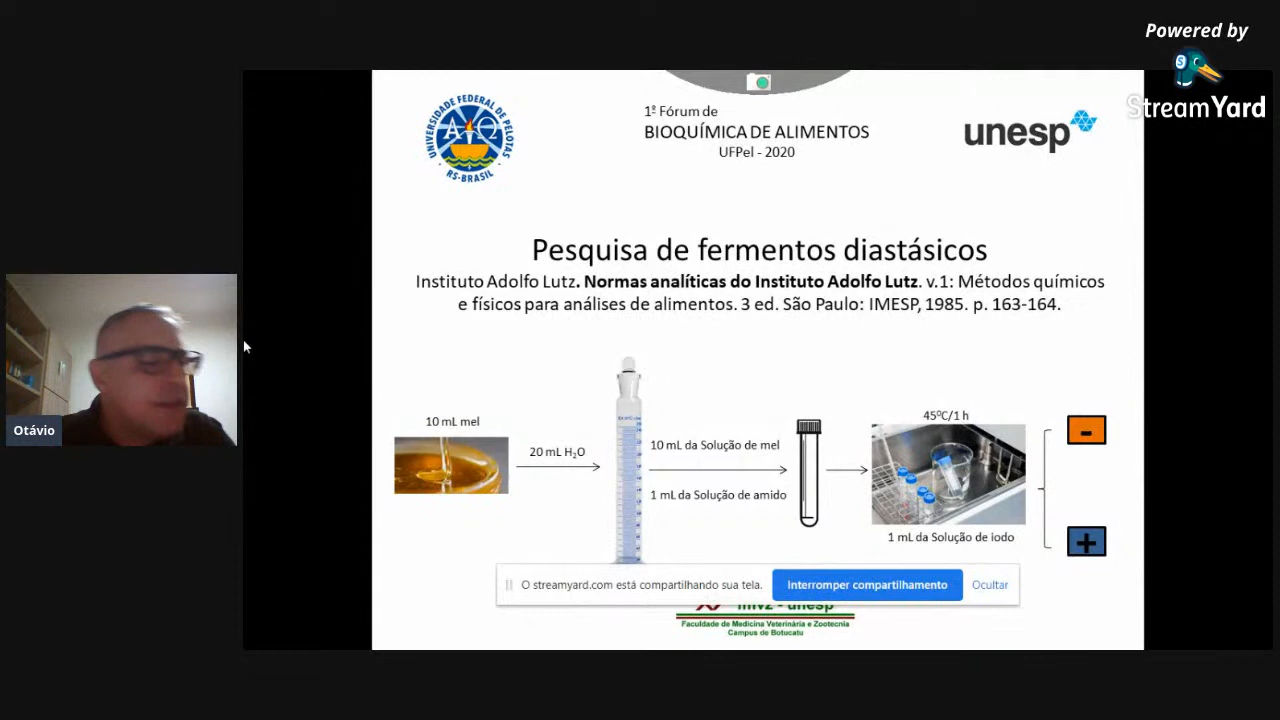 Powered by
StreamYard
UNIVERSIDADE FEDERAL DE PELOTAS
RS-BRASIL
1º Fórum de
BIOQUÍMICA DE ALIMENTOS
UFPel - 2020
unesp
Pesquisa de fermentos diastásicos
Instituto Adolfo Lutz. Normas analíticas do Instituto Adolfo Lutz. v.1: Métodos químicos
e físicos para análises de alimentos. 3 ed. São Paulo: IMESP, 1985. p. 163-164.
10 mL mel
20 mL H₂O
10 mL da Solução de mel
1 mL da Solução de amido
45ºC/1 h
1 mL da Solução de iodo
-
+
Otávio
O streamyard.com está compartilhando sua tela.
Interromper compartilhamento
Ocultar
fmvz - unesp
Faculdade de Medicina Veterinária e Zootecnia
Campus de Botucatu